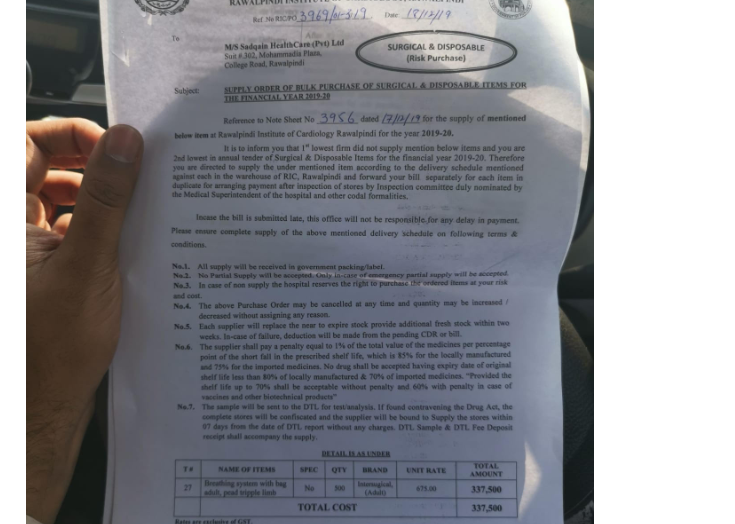 RAWALPINDI INSTITUTE OF
Ref. No RIC/PO 3969/ /19 Date: 18/12/19
To
M/S Sadqain HealthCare (Pvt) Ltd
Suit # 302, Mohammadia Plaza,
College Road, Rawalpindi
SURGICAL & DISPOSABLE
(Risk Purchase)
Subject: SUPPLY ORDER OF BULK PURCHASE OF SURGICAL & DISPOSABLE ITEMS FOR
THE FINANCIAL YEAR 2019-20
Reference to Note Sheet No 3956 dated 17/12/19 for the supply of mentioned
below item at Rawalpindi Institute of Cardiology Rawalpindi for the year 2019-20.
It is to inform you that 1st lowest firm did not supply mention below items and you are
2nd lowest in annual tender of Surgical & Disposable Items for the financial year 2019-20. Therefore
you are directed to supply the under mentioned item according to the delivery schedule mentioned
against each in the warehouse of RIC, Rawalpindi and forward your bill separately for each item in
duplicate for arranging payment after inspection of stores by Inspection committee duly nominated by
the Medical Superintendent of the hospital and other codal formalities.
Incase the bill is submitted late, this office will not be responsible for any delay in payment.
Please ensure complete supply of the above mentioned delivery schedule on following terms &
conditions.
No.1. All supply will be received in government packing/label.
No.2. No Partial Supply will be accepted. Only in-case of emergency partial supply will be accepted.
No.3. In case of non supply the hospital reserves the right to purchase the ordered items at your risk
and cost.
No.4. The above Purchase Order may be cancelled at any time and quantity may be increased /
decreased without assigning any reason.
No.5. Each supplier will replace the near to expire stock provide additional fresh stock within two
weeks. In-case of failure, deduction will be made from the pending CDR or bill.
No.6. The supplier shall pay a penalty equal to 1% of the total value of the medicines per percentage
point of the short fall in the prescribed shelf life, which is 85% for the locally manufactured
and 75% for the imported medicines. No drug shall be accepted having expiry date of original
shelf life less than 80% of locally manufactured & 70% of imported medicines. "Provided the
shelf life up to 70% shall be acceptable without penalty and 60% with penalty in case of
vaccines and other biotechnical products"
No.7. The sample will be sent to the DTL for test/analysis. If found contravening the Drug Act, the
complete stores will be confiscated and the supplier will be bound to Supply the stores within
07 days from the date of DTL report without any charges. DTL Sample & DTL Fee Deposit
receipt shall accompany the supply.
DETAIL IS AS UNDER
T # NAME OF ITEMS SPEC QTY BRAND UNIT RATE TOTAL AMOUNT
27 Breathing system with bag adult, pead tripple limb No 500 Intersugical, (Adult) 675.00 337,500
TOTAL COST 337,500
Rates are exclusive of GST